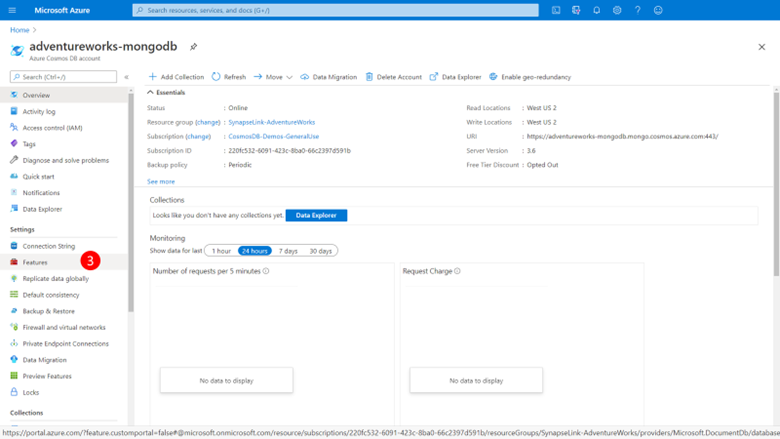 Microsoft Azure
Search resources, services, and docs (G+/)
Home >
adventureworks-mongodb
Azure Cosmos DB account
Search (Ctrl+/)
Add Collection Refresh Move Data Migration Delete Account Data Explorer Enable geo-redundancy
Overview
Activity log
Access control (IAM)
Tags
Diagnose and solve problems
Quick start
Notifications
Data Explorer
Settings
Connection String
Features
3
Replicate data globally
Default consistency
Backup & Restore
Firewall and virtual networks
Private Endpoint Connections
Data Migration
Preview Features
Locks
Collections
Essentials
Status : Online
Resource group (change) : SynapseLink-AdventureWorks
Subscription (change) : CosmosDB-Demos-GeneralUse
Subscription ID : 220fc532-6091-423c-8ba0-66c2397d591b
Backup policy : Periodic
See more
Read Locations : West US 2
Write Locations : West US 2
URI : https://adventureworks-mongodb.mongo.cosmos.azure.com:443/
Server Version : 3.6
Free Tier Discount : Opted Out
Collections
Looks like you don't have any collections yet. Data Explorer
Monitoring
Show data for last 1 hour 24 hours 7 days 30 days
Number of requests per 5 minutes
No data to display
Request Charge
No data to display
https://portal.azure.com/?feature.customportal=false#@microsoft.onmicrosoft.com/resource/subscriptions/220fc532-6091-423c-8ba0-66c2397d591b/resourceGroups/SynapseLink-AdventureWorks/providers/Microsoft.DocumentDb/databas